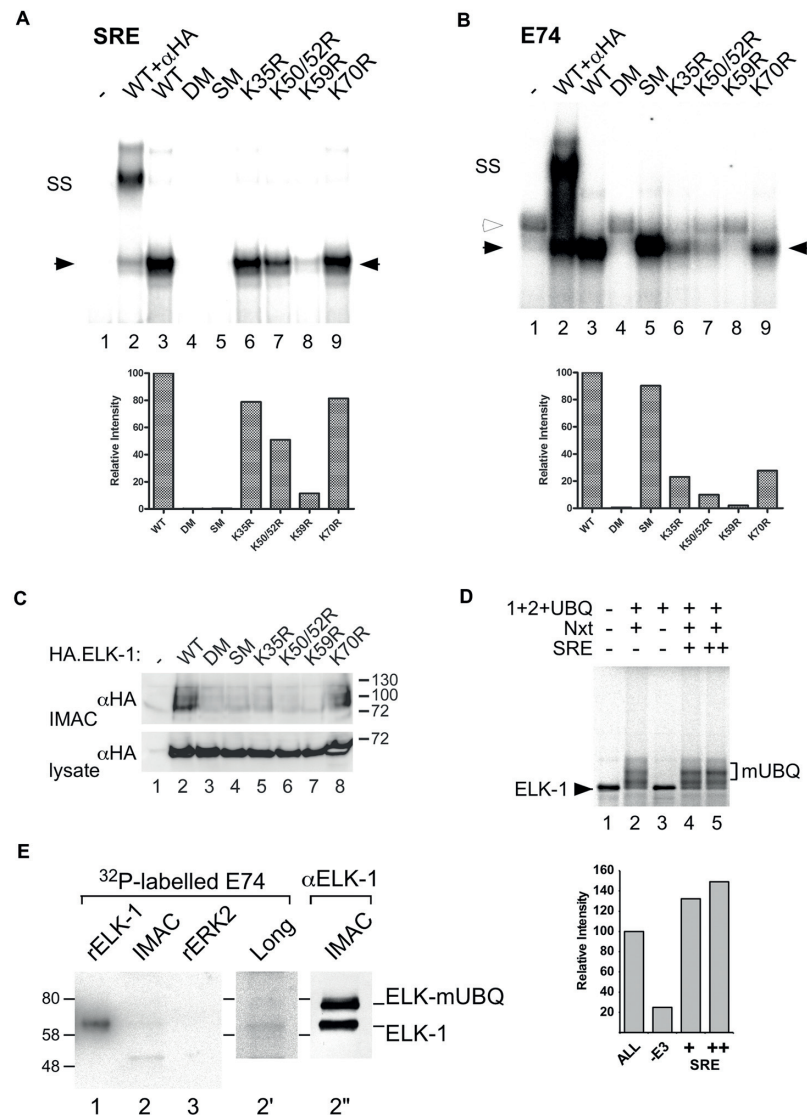 A
SRE
- WT+αHA WT DM SM K35R K50/52R K59R K70R
SS
1 2 3 4 5 6 7 8 9
Relative Intensity
100
80
60
40
20
0
WT DM SM K35R K50/52R K59R K70R
B
E74
- WT+αHA WT DM SM K35R K50/52R K59R K70R
SS
1 2 3 4 5 6 7 8 9
Relative Intensity
100
80
60
40
20
0
WT DM SM K35R K50/52R K59R K70R
C
HA.ELK-1: - WT DM SM K35R K50/52R K59R K70R
αHA
IMAC
130
100
72
αHA
lysate
72
1 2 3 4 5 6 7 8
D
1+2+UBQ - + + + +
Nxt - + - + +
SRE - - - + ++
ELK-1
mUBQ
1 2 3 4 5
Relative Intensity
160
140
120
100
80
60
40
20
0
ALL -E3 + ++
SRE
E
32P-labelled E74
αELK-1
rELK-1 IMAC rERK2 Long IMAC
80
58
48
ELK-mUBQ
ELK-1
1 2 3 2' 2"